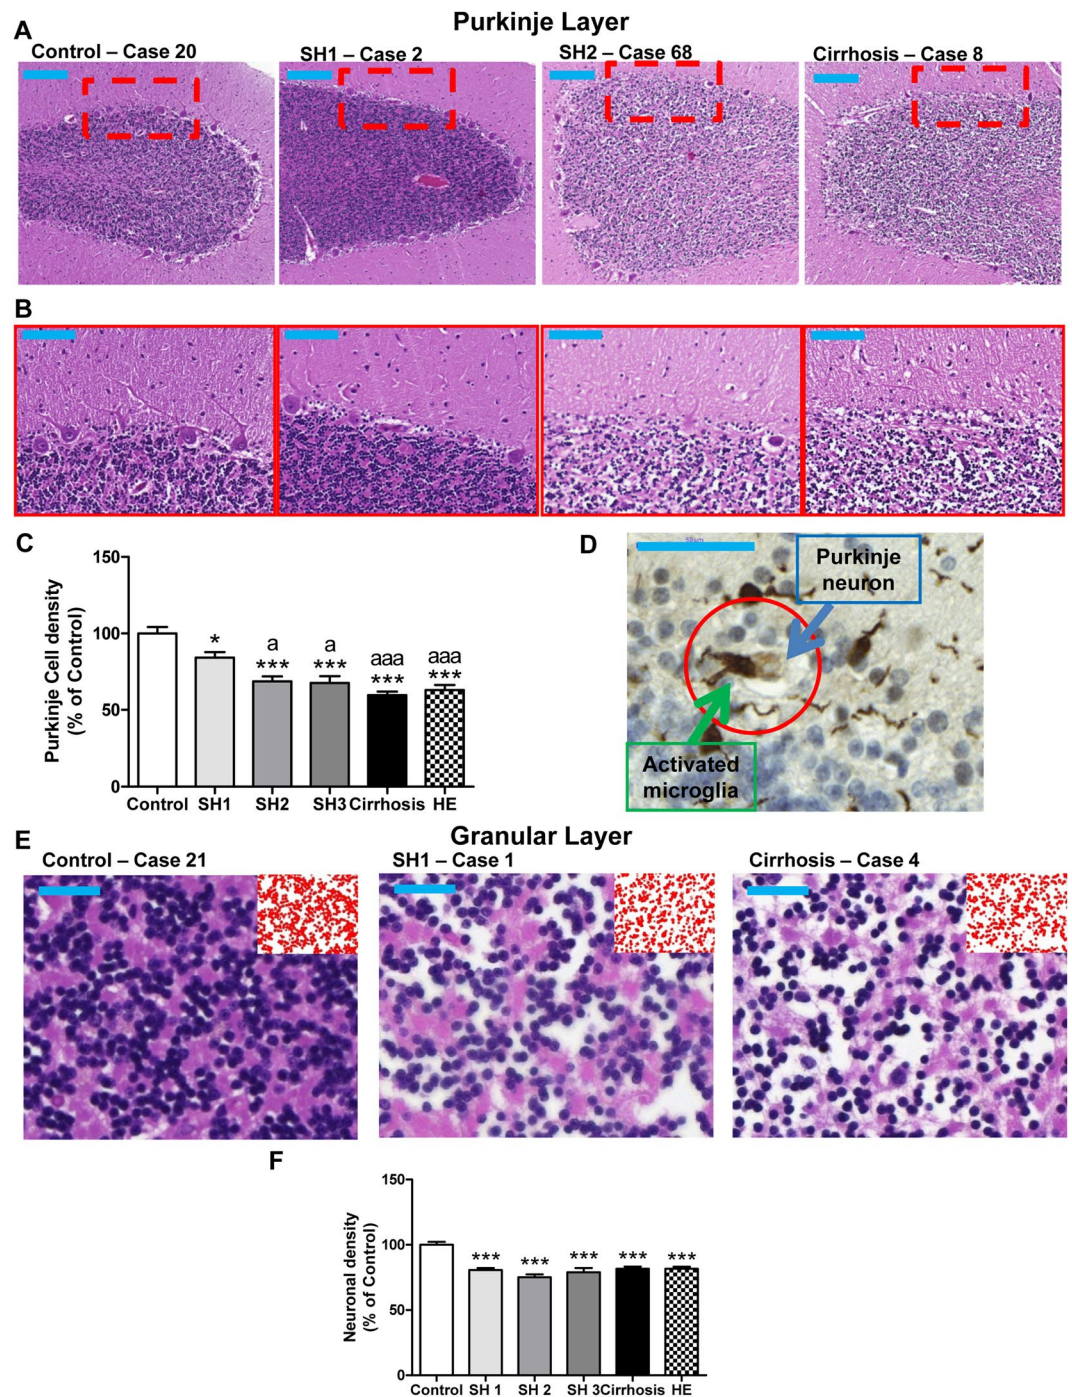 Purkinje Layer
A
Control – Case 20
SH1 – Case 2
SH2 – Case 68
Cirrhosis – Case 8
B
C
Purkinje Cell density
(% of Control)
150
100
50
0
*
a
***
a
***
aaa
***
aaa
***
Control
SH1
SH2
SH3
Cirrhosis
HE
D
50µm
Purkinje
neuron
Activated
microglia
Granular Layer
E
Control – Case 21
SH1 – Case 1
Cirrhosis – Case 4
F
Neuronal density
(% of Control)
150
100
50
0
***
***
***
***
***
Control
SH 1
SH 2
SH 3
Cirrhosis
HE